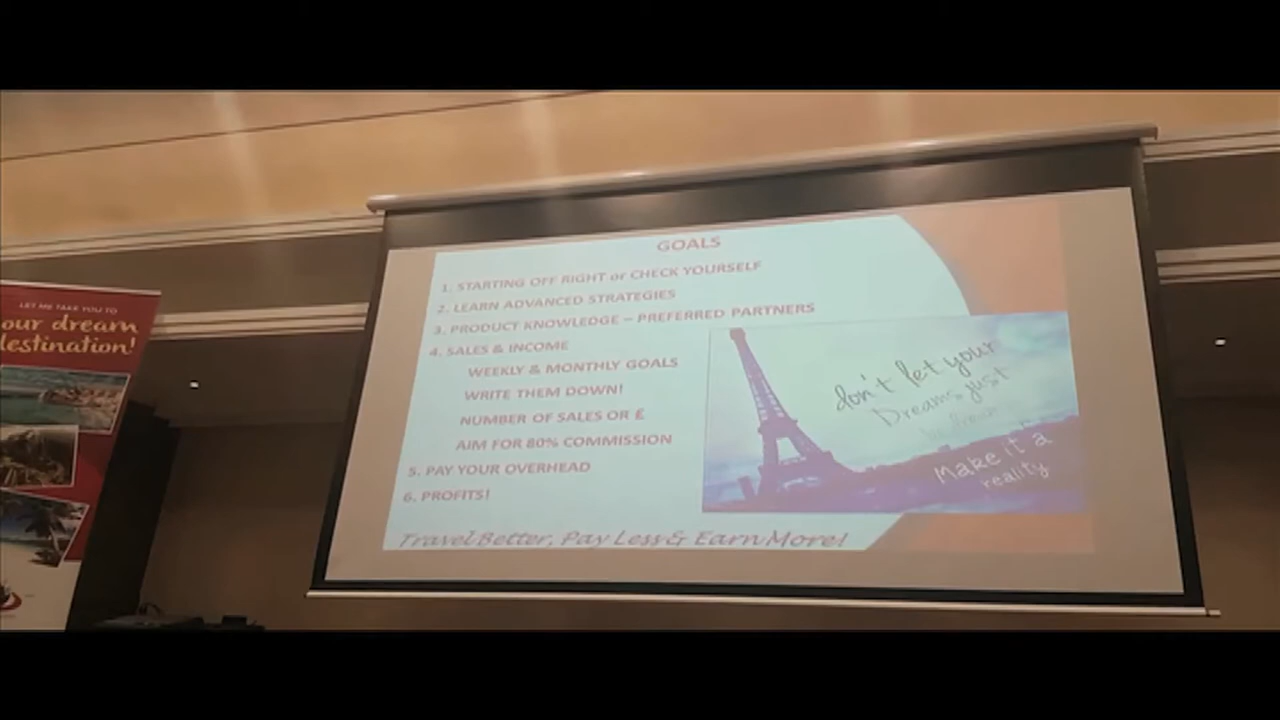 LET ME TAKE YOU TO
our dream
destination!
GOALS
1. STARTING OFF RIGHT or CHECK YOURSELF
2. LEARN ADVANCED STRATEGIES
3. PRODUCT KNOWLEDGE – PREFERRED PARTNERS
4. SALES & INCOME
WEEKLY & MONTHLY GOALS
WRITE THEM DOWN!
NUMBER OF SALES OR £
AIM FOR 80% COMMISSION
5. PAY YOUR OVERHEAD
6. PROFITS!
don't let your
Dreams just
Make it a
reality
Travel Better, Pay Less & Earn More!